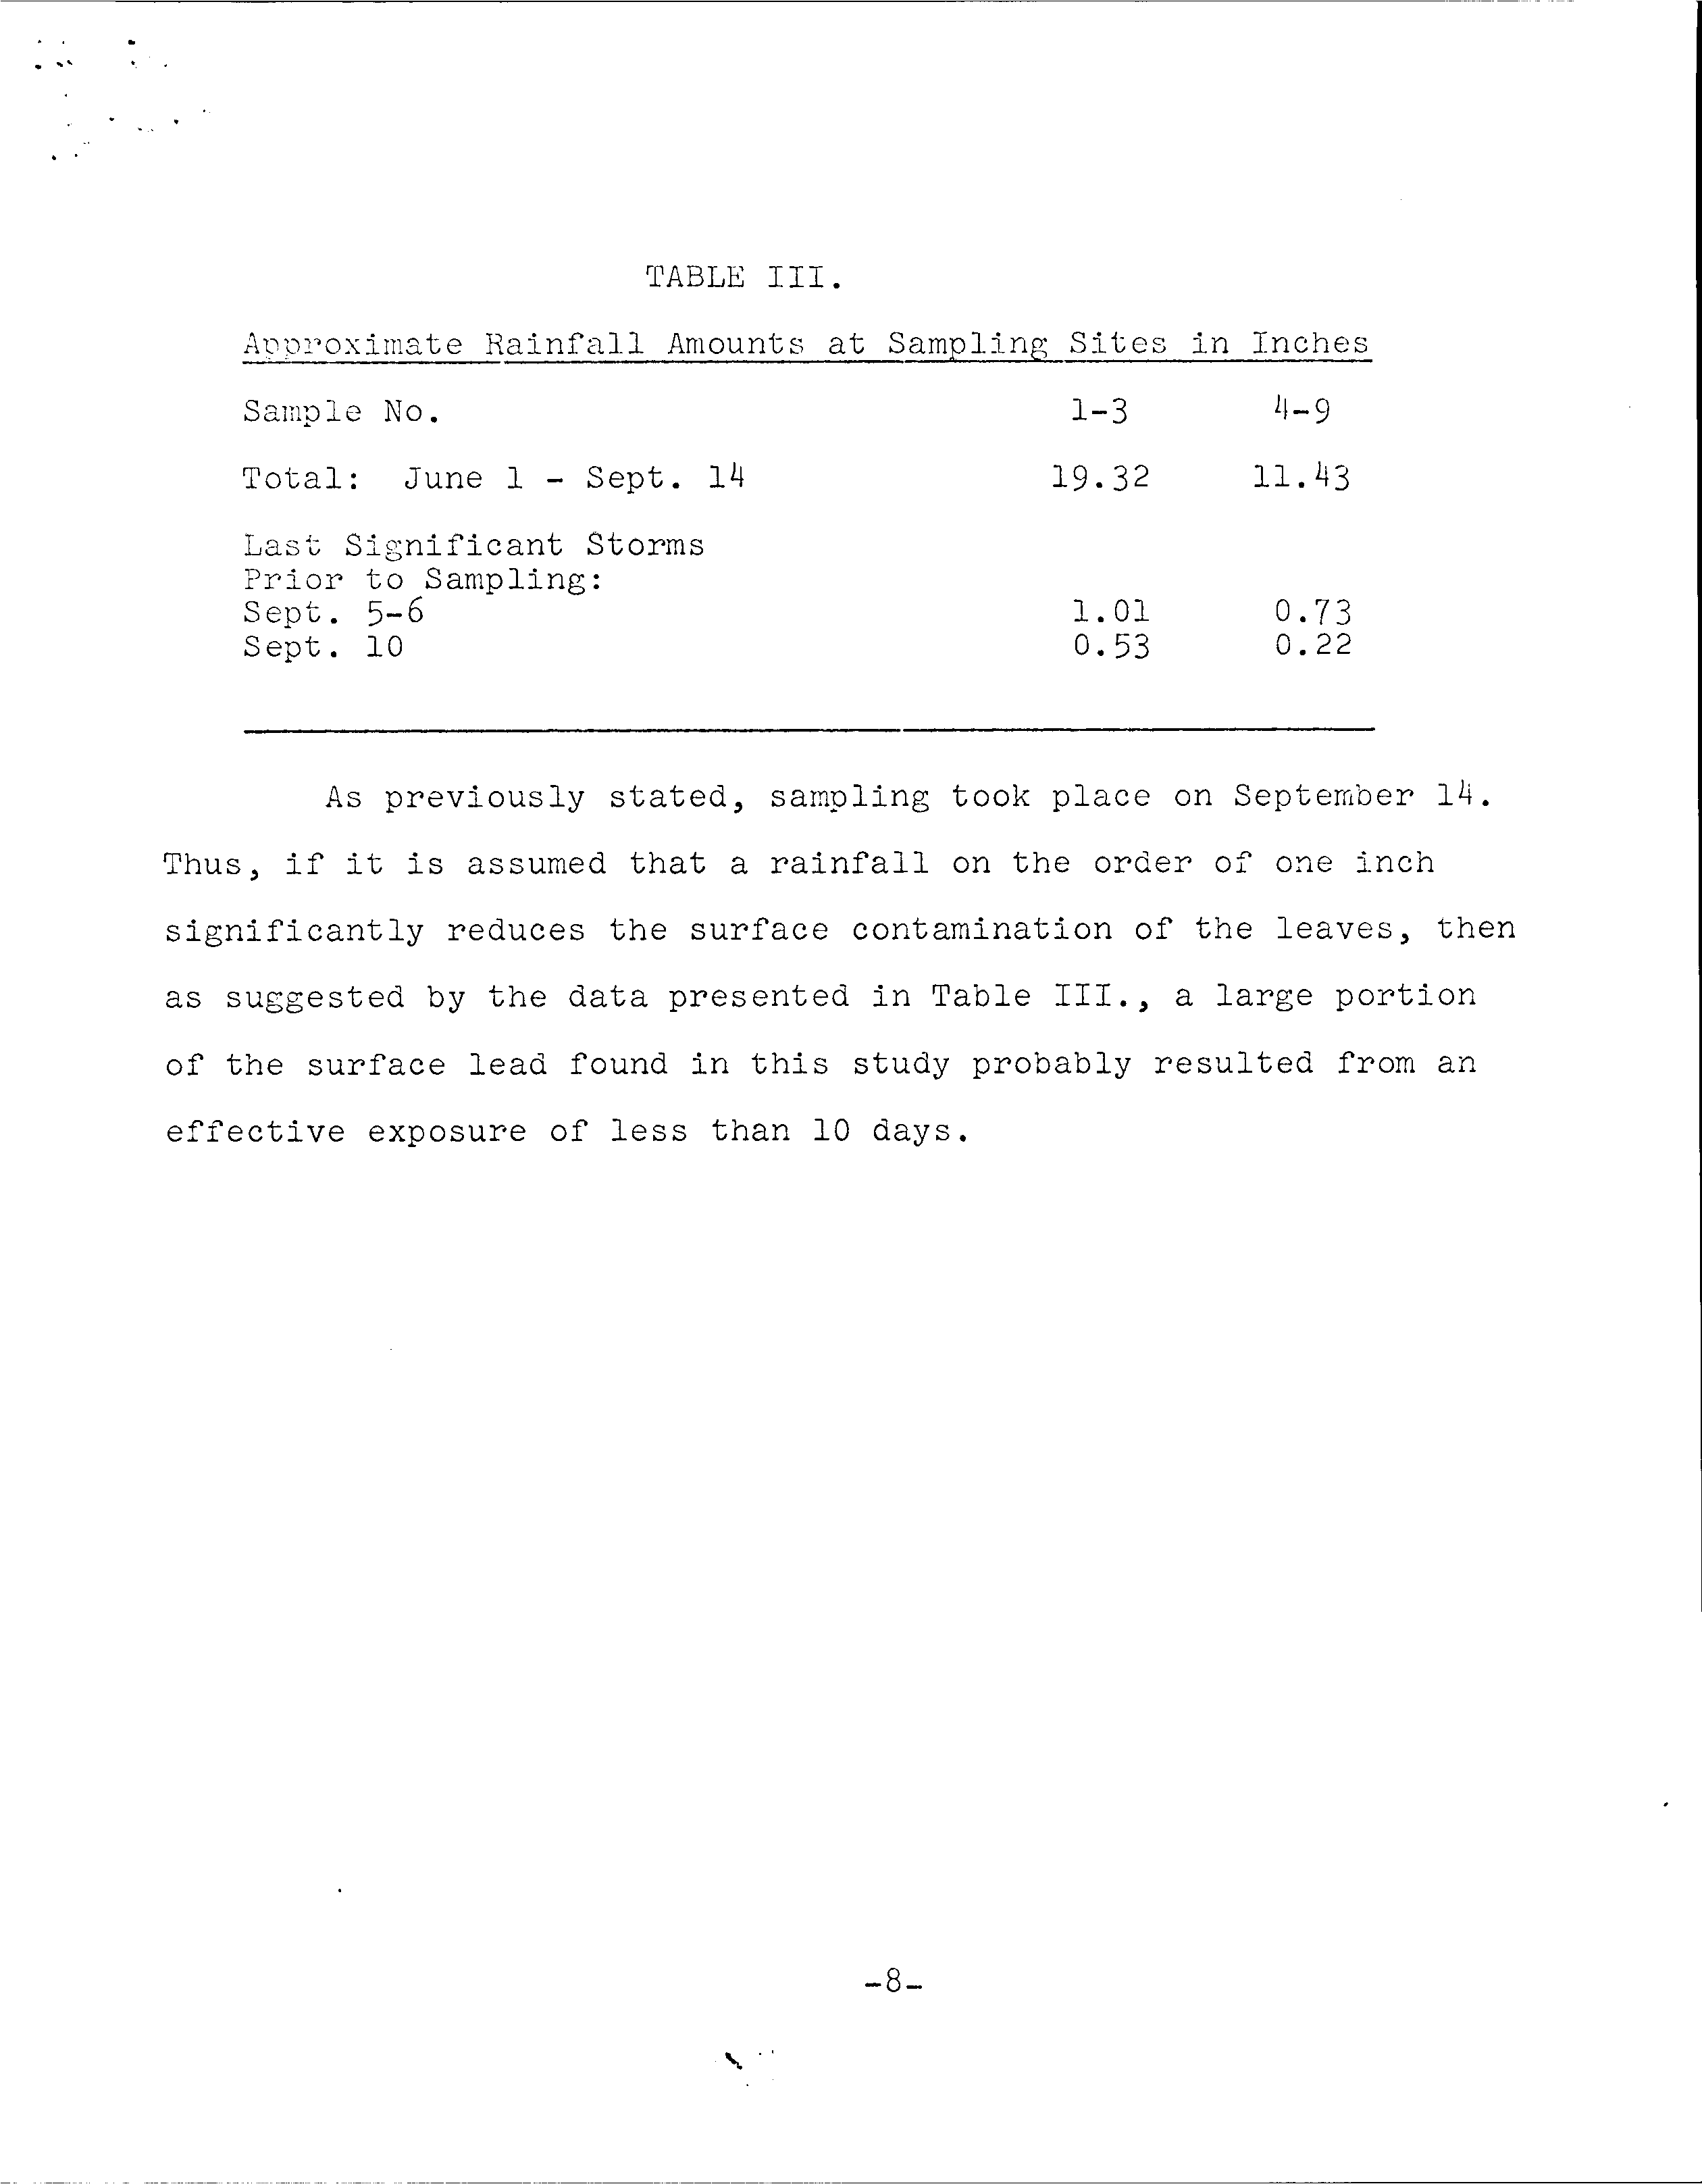 TABLE III.
Approximate Rainfall Amounts at Sampling Sites in Inches
Sample No. 1-3 4-9
Total: June 1 - Sept. 14 19.32 11.43
Last Significant Storms
Prior to Sampling:
Sept. 5-6 1.01 0.73
Sept. 10 0.53 0.22
As previously stated, sampling took place on September 14.
Thus, if it is assumed that a rainfall on the order of one inch
significantly reduces the surface contamination of the leaves, then
as suggested by the data presented in Table III., a large portion
of the surface lead found in this study probably resulted from an
effective exposure of less than 10 days.
-8-